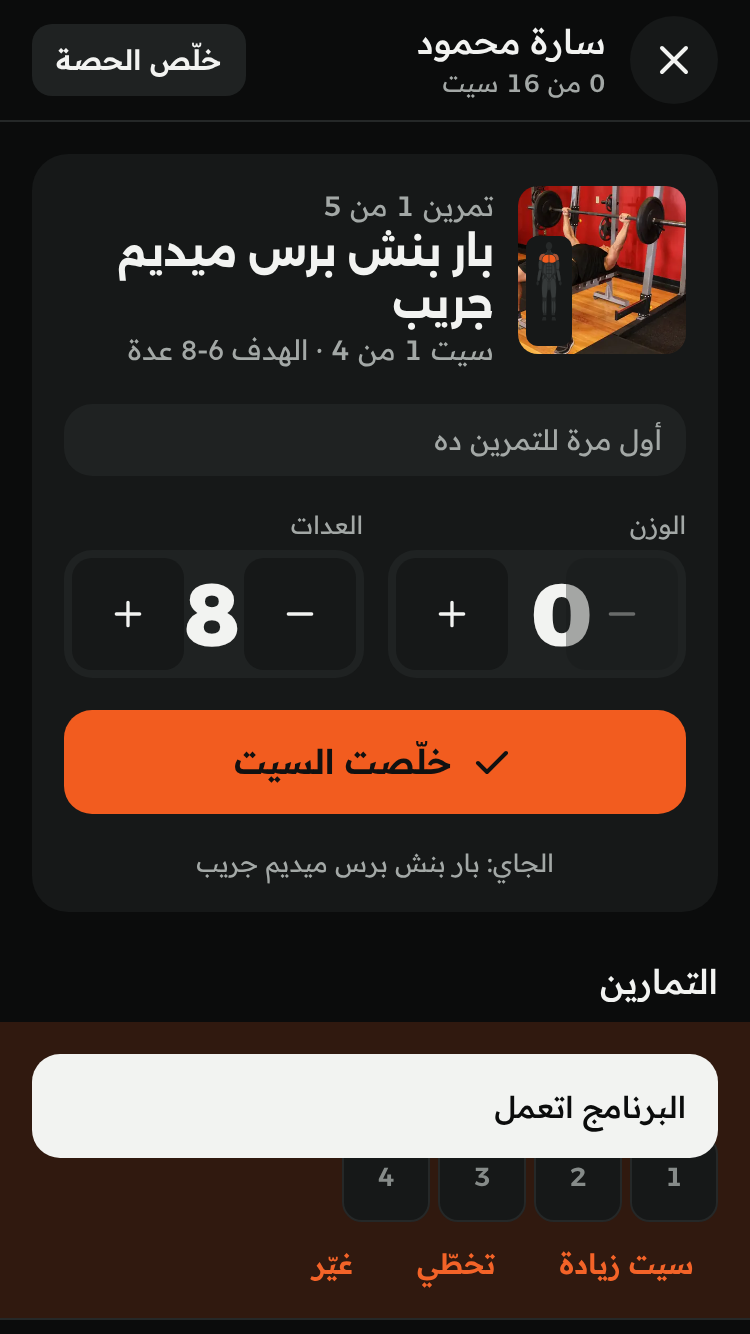 سارة محمود
0 من 16 سيت
خلّص الحصة
تمرين 1 من 5
بار بنش برس ميديم
جريب
سيت 1 من 4 · الهدف 6-8 عدة
أول مرة للتمرين ده
الوزن
العدات
0
8
خلّصت السيت
الجاي: بار بنش برس ميديم جريب
التمارين
البرنامج اتعمل
1 2 3 4
سيت زيادة تخطّي غيّر